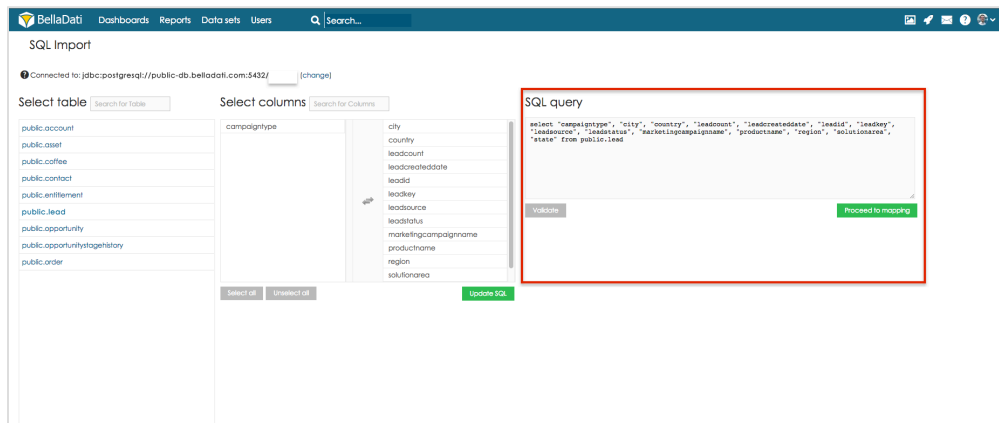 BellaDati Dashboards Reports Data sets Users Search...
SQL Import
Connected to: jdbc:postgresql://public-db.belladati.com:5432/ (change)
Select table Search for Table
public.account
public.asset
public.coffee
public.contact
public.entitlement
public.lead
public.opportunity
public.opportunitystagehistory
public.order
Select columns Search for Columns
campaigntype
city
country
leadcount
leadcreateddate
leadid
leadkey
leadsource
leadstatus
marketingcampaignname
productname
region
solutionarea
Select all Unselect all Update SQL
SQL query
select "campaigntype", "city", "country", "leadcount", "leadcreateddate", "leadid", "leadkey",
"leadsource", "leadstatus", "marketingcampaignname", "productname", "region", "solutionarea",
"state" from public.lead
Validate Proceed to mapping